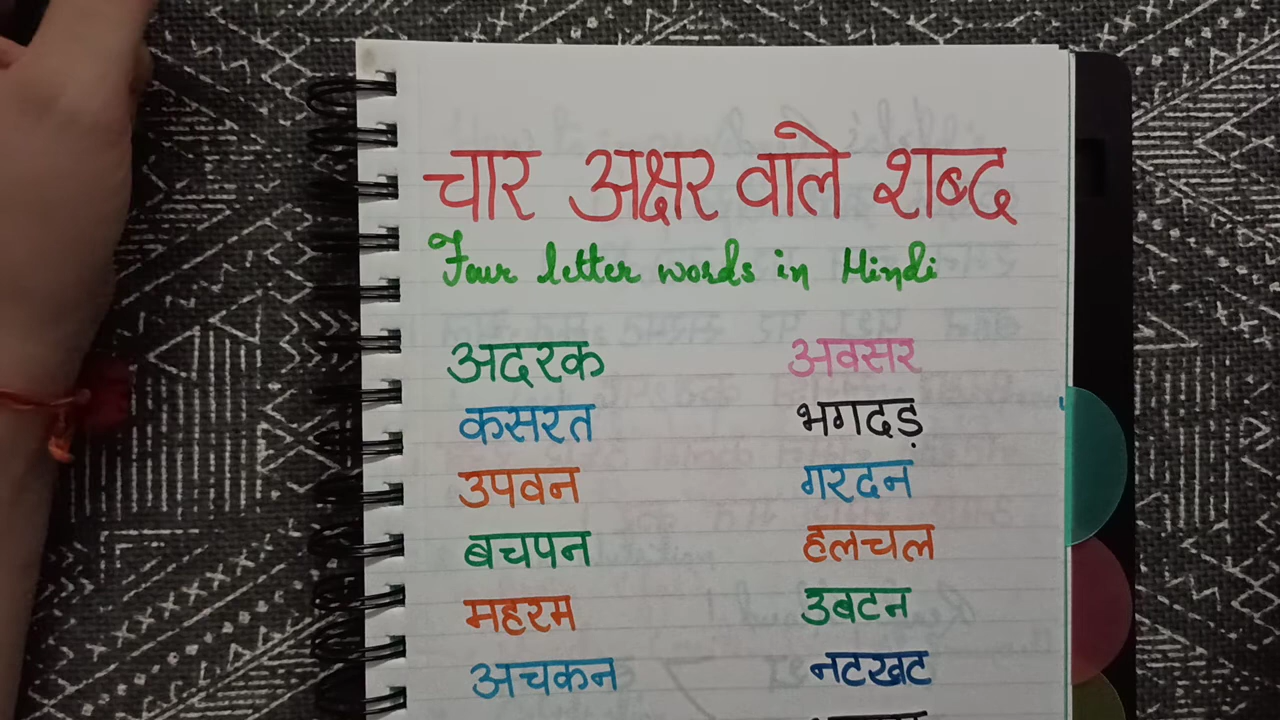 चार अक्षर वाले शब्द
Four letter words in Hindi
अदरक अवसर
कसरत भगदड़
उपवन गरदन
बचपन हलचल
महरम उबटन
अचकन नटखट